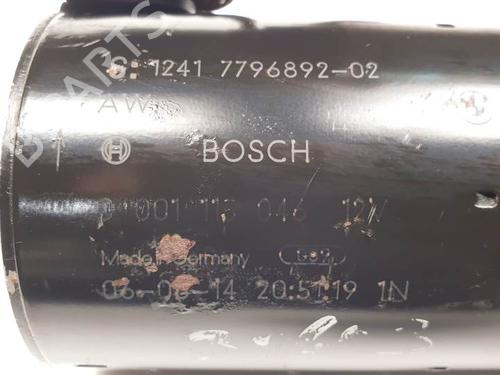 S: 1241 7796892-02
AW
BOSCH
0 001 115 046 12V
Made in Germany
06-06-14 20:51:19 1N